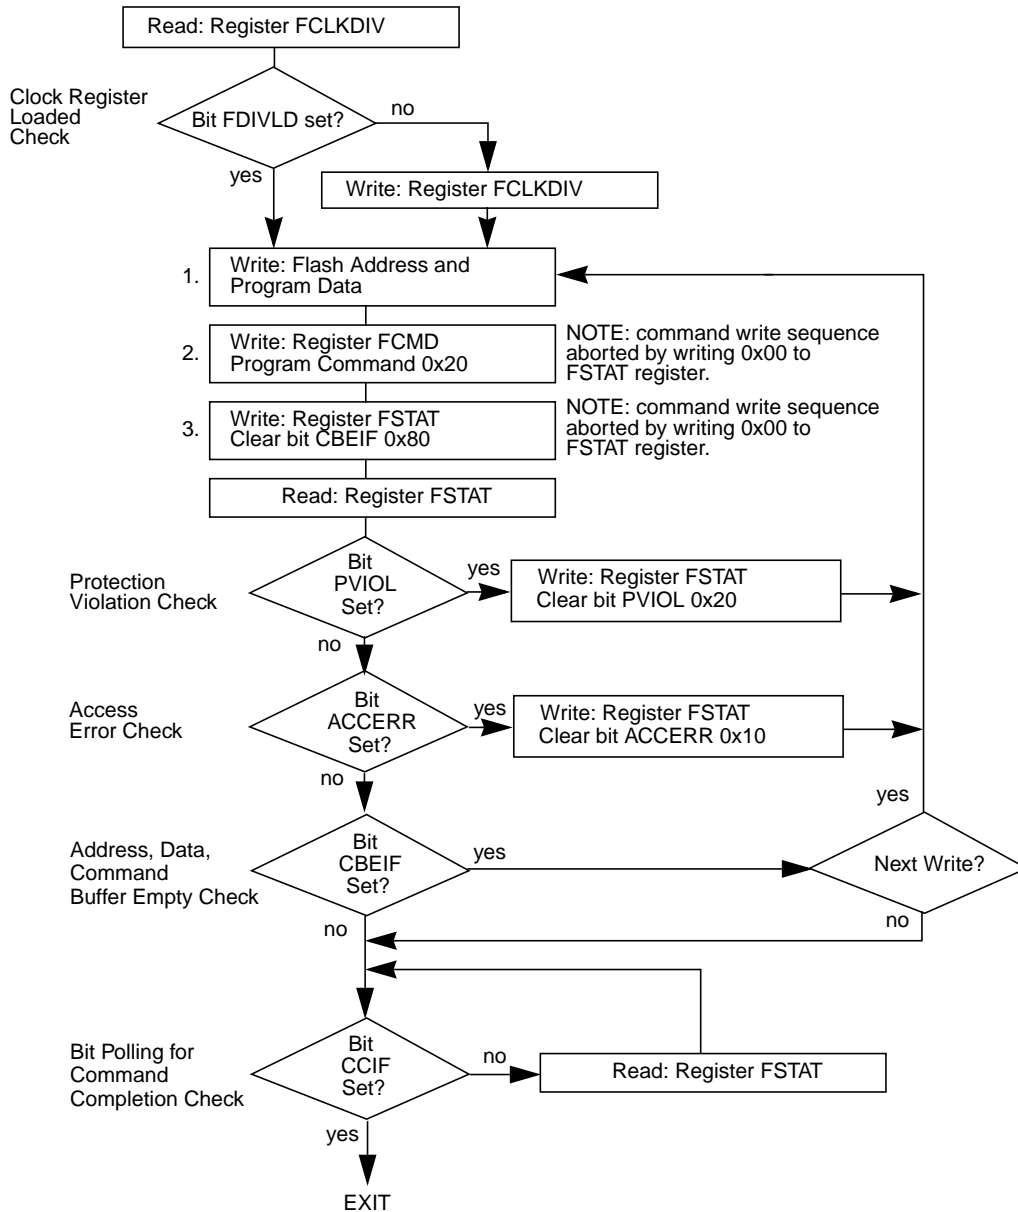 Read: Register FCLKDIV
Clock Register
Loaded
Check
Bit FDIVLD set?
no
yes
Write: Register FCLKDIV
1.
Write: Flash Address and
Program Data
2.
Write: Register FCMD
Program Command 0x20
NOTE: command write sequence
aborted by writing 0x00 to
FSTAT register.
3.
Write: Register FSTAT
Clear bit CBEIF 0x80
NOTE: command write sequence
aborted by writing 0x00 to
FSTAT register.
Read: Register FSTAT
Protection
Violation Check
Bit
PVIOL
Set?
yes
Write: Register FSTAT
Clear bit PVIOL 0x20
no
Access
Error Check
Bit
ACCERR
Set?
yes
Write: Register FSTAT
Clear bit ACCERR 0x10
no
yes
Address, Data,
Command
Buffer Empty Check
Bit
CBEIF
Set?
yes
Next Write?
no
no
Bit Polling for
Command
Completion Check
Bit
CCIF
Set?
no
Read: Register FSTAT
yes
EXIT